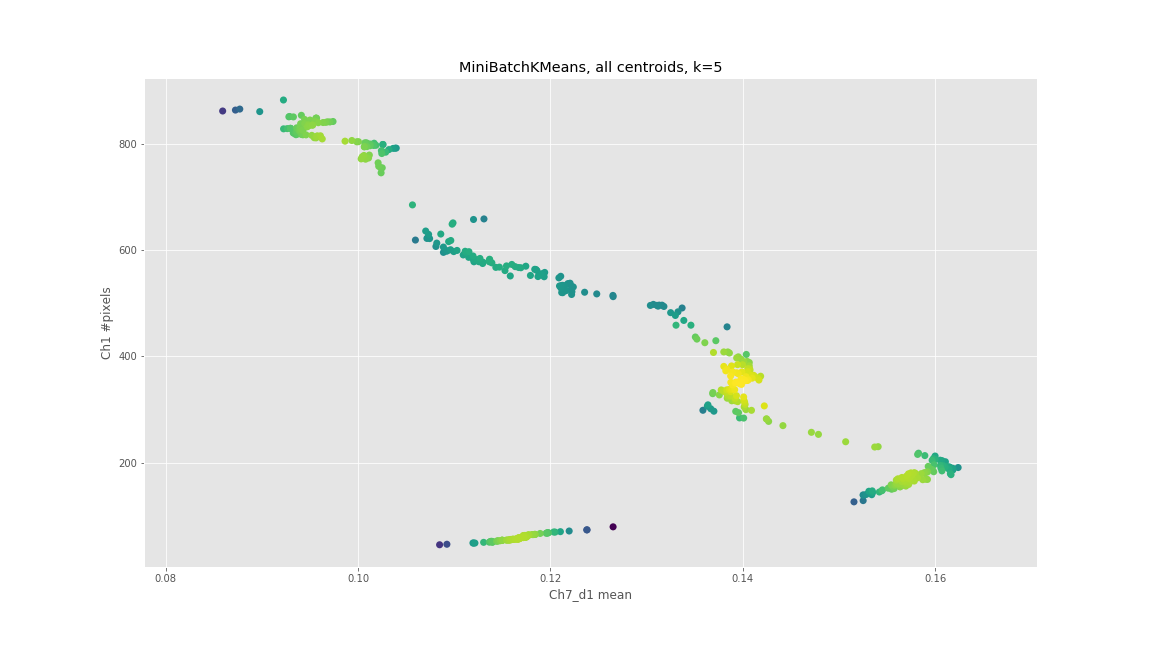 MiniBatchKMeans, all centroids, k=5
800
600
400
200
Ch1 #pixels
0.08 0.10 0.12 0.14 0.16
Ch7_d1 mean